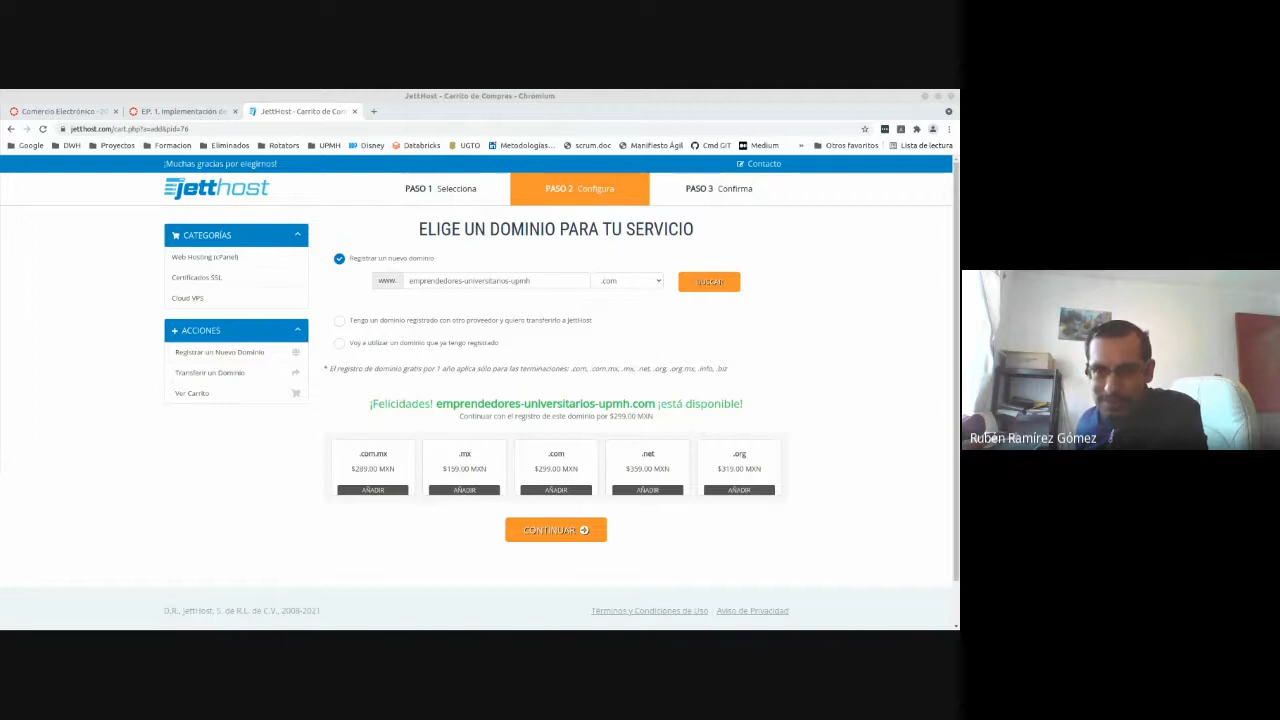 JettHost - Carrito de Compras - Chromium
Comercio Electrónico -20
EP. 1. Implementación de
JettHost - Carrito de Com
jetthost.com/cart.php?a=add&pid=76
Google DWH Proyectos Formacion Eliminados Rotators UPMH Disney Databricks UGTO Metodologías... scrum.doc Manifiesto Ágil Cmd GIT Medium » Otros favoritos Lista de lectura
¡Muchas gracias por elegirnos!
Contacto
jetthost
PASO 1 Selecciona
PASO 2 Configura
PASO 3 Confirma
CATEGORÍAS
Web Hosting (cPanel)
Certificados SSL
Cloud VPS
ACCIONES
Registrar un Nuevo Dominio
Transferir un Dominio
Ver Carrito
ELIGE UN DOMINIO PARA TU SERVICIO
Registrar un nuevo dominio
www. emprendedores-universitarios-upmh .com BUSCAR
Tengo un dominio registrado con otro proveedor y quiero transferirlo a JettHost
Voy a utilizar un dominio que ya tengo registrado
* El registro de dominio gratis por 1 año aplica sólo para las terminaciones: .com, .com.mx, .mx, .net, .org, .org.mx, .info, .biz
¡Felicidades! emprendedores-universitarios-upmh.com ¡está disponible!
Continuar con el registro de este dominio por $299.00 MXN
.com.mx .mx .com .net .org
$289.00 MXN $159.00 MXN $299.00 MXN $359.00 MXN $319.00 MXN
AÑADIR AÑADIR AÑADIR AÑADIR AÑADIR
CONTINUAR
D.R., JettHost, S. de R.L. de C.V., 2008-2021
Términos y Condiciones de Uso
Aviso de Privacidad
Rubén Ramírez Gómez